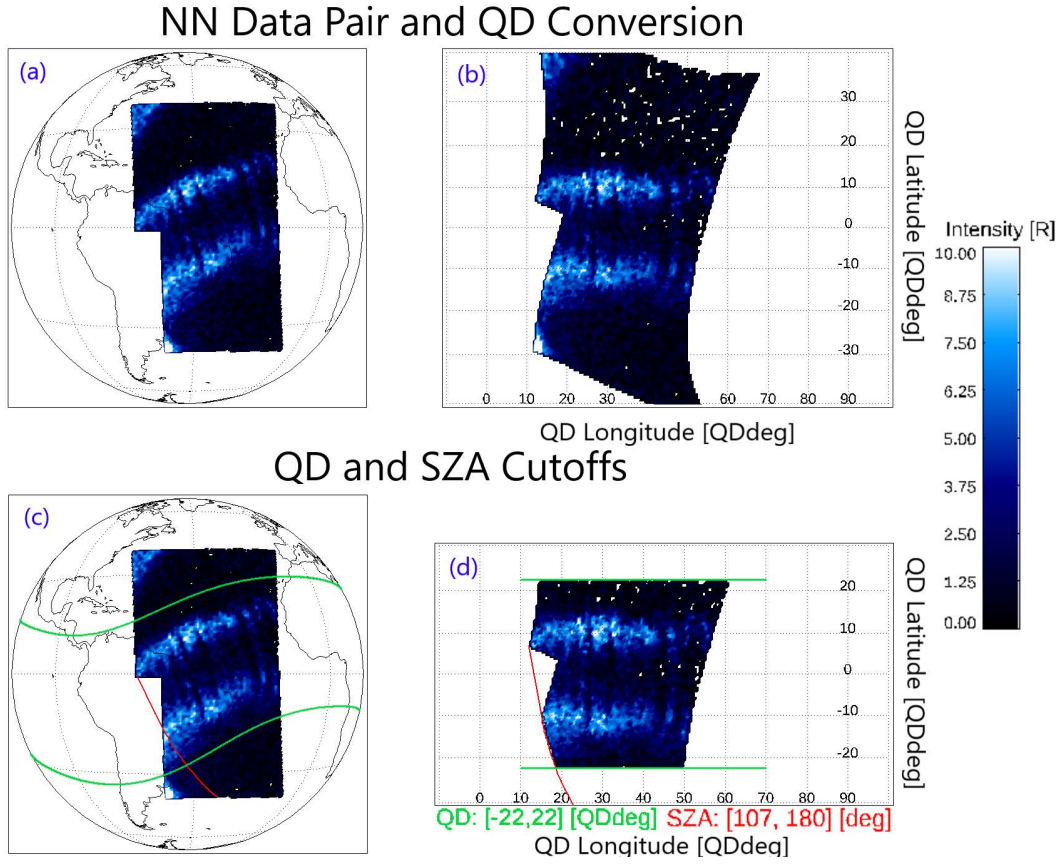 NN Data Pair and QD Conversion
(a)
(b)
30
20
10
0
-10
-20
-30
0 10 20 30 40 50 60 70 80 90 100
QD Longitude [QDdeg]
QD Latitude [QDdeg]
Intensity [R]
10.00
8.75
7.50
6.25
5.00
3.75
2.50
1.25
0.00
QD and SZA Cutoffs
(c)
(d)
20
10
0
-10
-20
0 10 20 30 40 50 60 70 80 90 100
QD: [-22,22] [QDdeg] SZA: [107, 180] [deg]
QD Longitude [QDdeg]
QD Latitude [QDdeg]